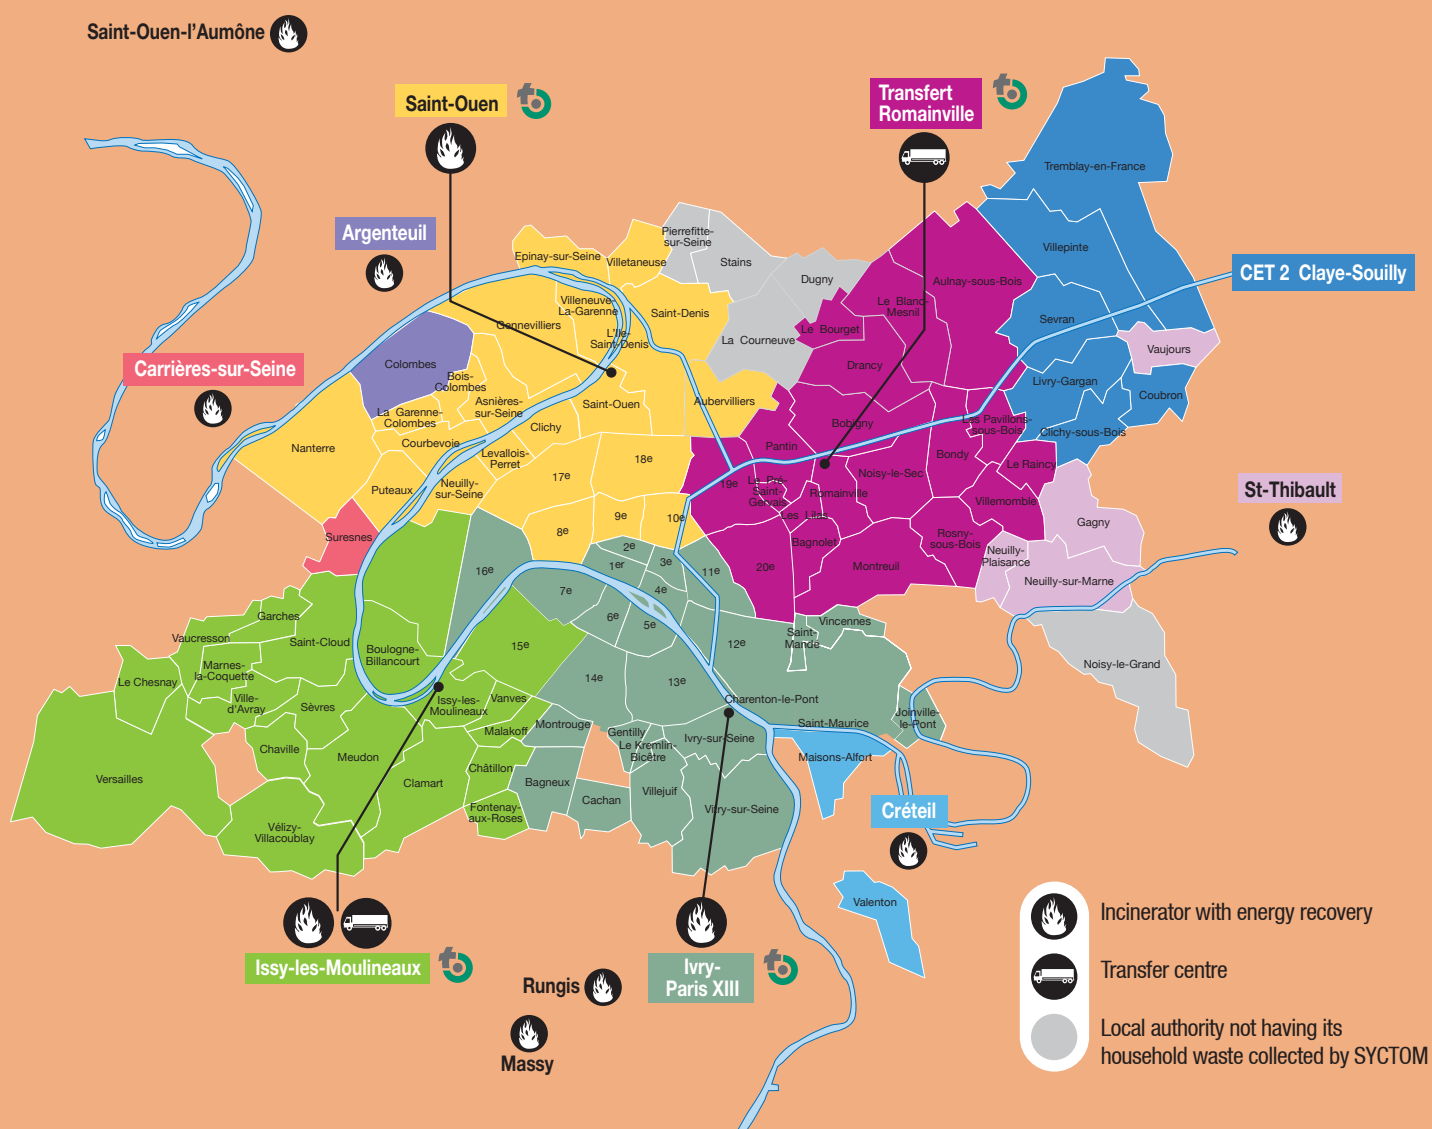 Saint-Ouen-l'Aumône
Saint-Ouen
Transfert
Romainville
Argenteuil
CET 2 Claye-Souilly
Carrières-sur-Seine
St-Thibault
Tremblay-en-France
Villepinte
Sevran
Vaujours
Livry-Gargan
Coubron
Clichy-sous-Bois
Pierrefitte-
sur-Seine
Stains
Dugny
La Courneuve
Epinay-sur-Seine
Villetaneuse
Villeneuve-
La-Garenne
Gennevilliers
L'Ile-
Saint-Denis
Saint-Denis
Aulnay-sous-Bois
Le Blanc-
Mesnil
Le Bourget
Drancy
Colombes
Bois-
Colombes
La Garenne-
Colombes
Asnières-
sur-Seine
Saint-Ouen
Aubervilliers
Clichy
Courbevoie
Levallois-
Perret
Nanterre
Puteaux
Neuilly-
sur-Seine
Suresnes
17e
18e
8e
9e
10e
Bobigny
Les Pavillons-
sous-Bois
Pantin
Bondy
Le Raincy
Noisy-le-Sec
Villemomble
19e
Le Pré-
Saint-
Gervais
Romainville
Les Lilas
Bagnolet
Rosny-
sous-Bois
Montreuil
20e
Gagny
Neuilly-
Plaisance
Neuilly-sur-Marne
Noisy-le-Grand
16e
2e
1er
3e
11e
7e
4e
6e
5e
12e
15e
14e
13e
Saint-
Mandé
Vincennes
Charenton-le-Pont
Saint-Maurice
Joinville-
le-Pont
Maisons-Alfort
Garches
Vaucresson
Saint-Cloud
Marnes-
la-Coquette
Le Chesnay
Ville-
d'Avray
Sèvres
Boulogne-
Billancourt
Chaville
Meudon
Versailles
Vélizy-
Villacoublay
Issy-les-
Moulineaux
Vanves
Malakoff
Clamart
Châtillon
Fontenay-
aux-Roses
Montrouge
Gentilly
Le Kremlin-
Bicêtre
Ivry-sur-Seine
Bagneux
Cachan
Villejuif
Vitry-sur-Seine
Créteil
Valenton
Issy-les-Moulineaux
Ivry-
Paris XIII
Rungis
Massy
Incinerator with energy recovery
Transfer centre
Local authority not having its
household waste collected by SYCTOM